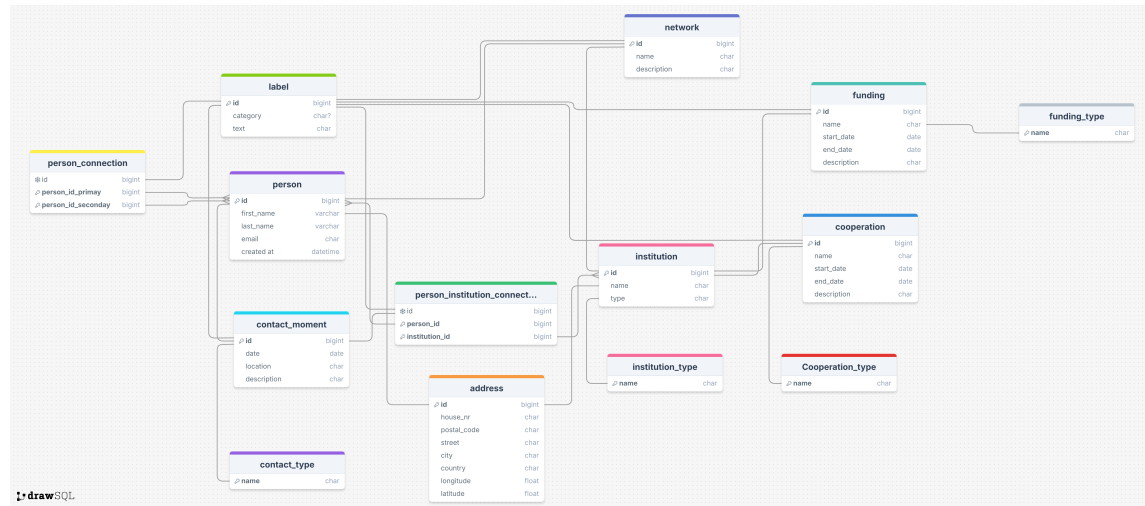 network
id bigint
name char
description char
label
id bigint
category char?
text char
funding
id bigint
name char
start_date date
end_date date
description char
funding_type
name char
person_connection
id bigint
person_id_primay bigint
person_id_seconday bigint
person
id bigint
first_name varchar
last_name varchar
email char
created at datetime
cooperation
id bigint
name char
start_date date
end_date date
description char
institution
id bigint
name char
type char
person_institution_connect...
id bigint
person_id bigint
institution_id bigint
contact_moment
id bigint
date date
location char
description char
institution_type
name char
Cooperation_type
name char
address
id bigint
house_nr char
postal_code char
street char
city char
country char
longitude float
latitude float
contact_type
name char
drawSQL